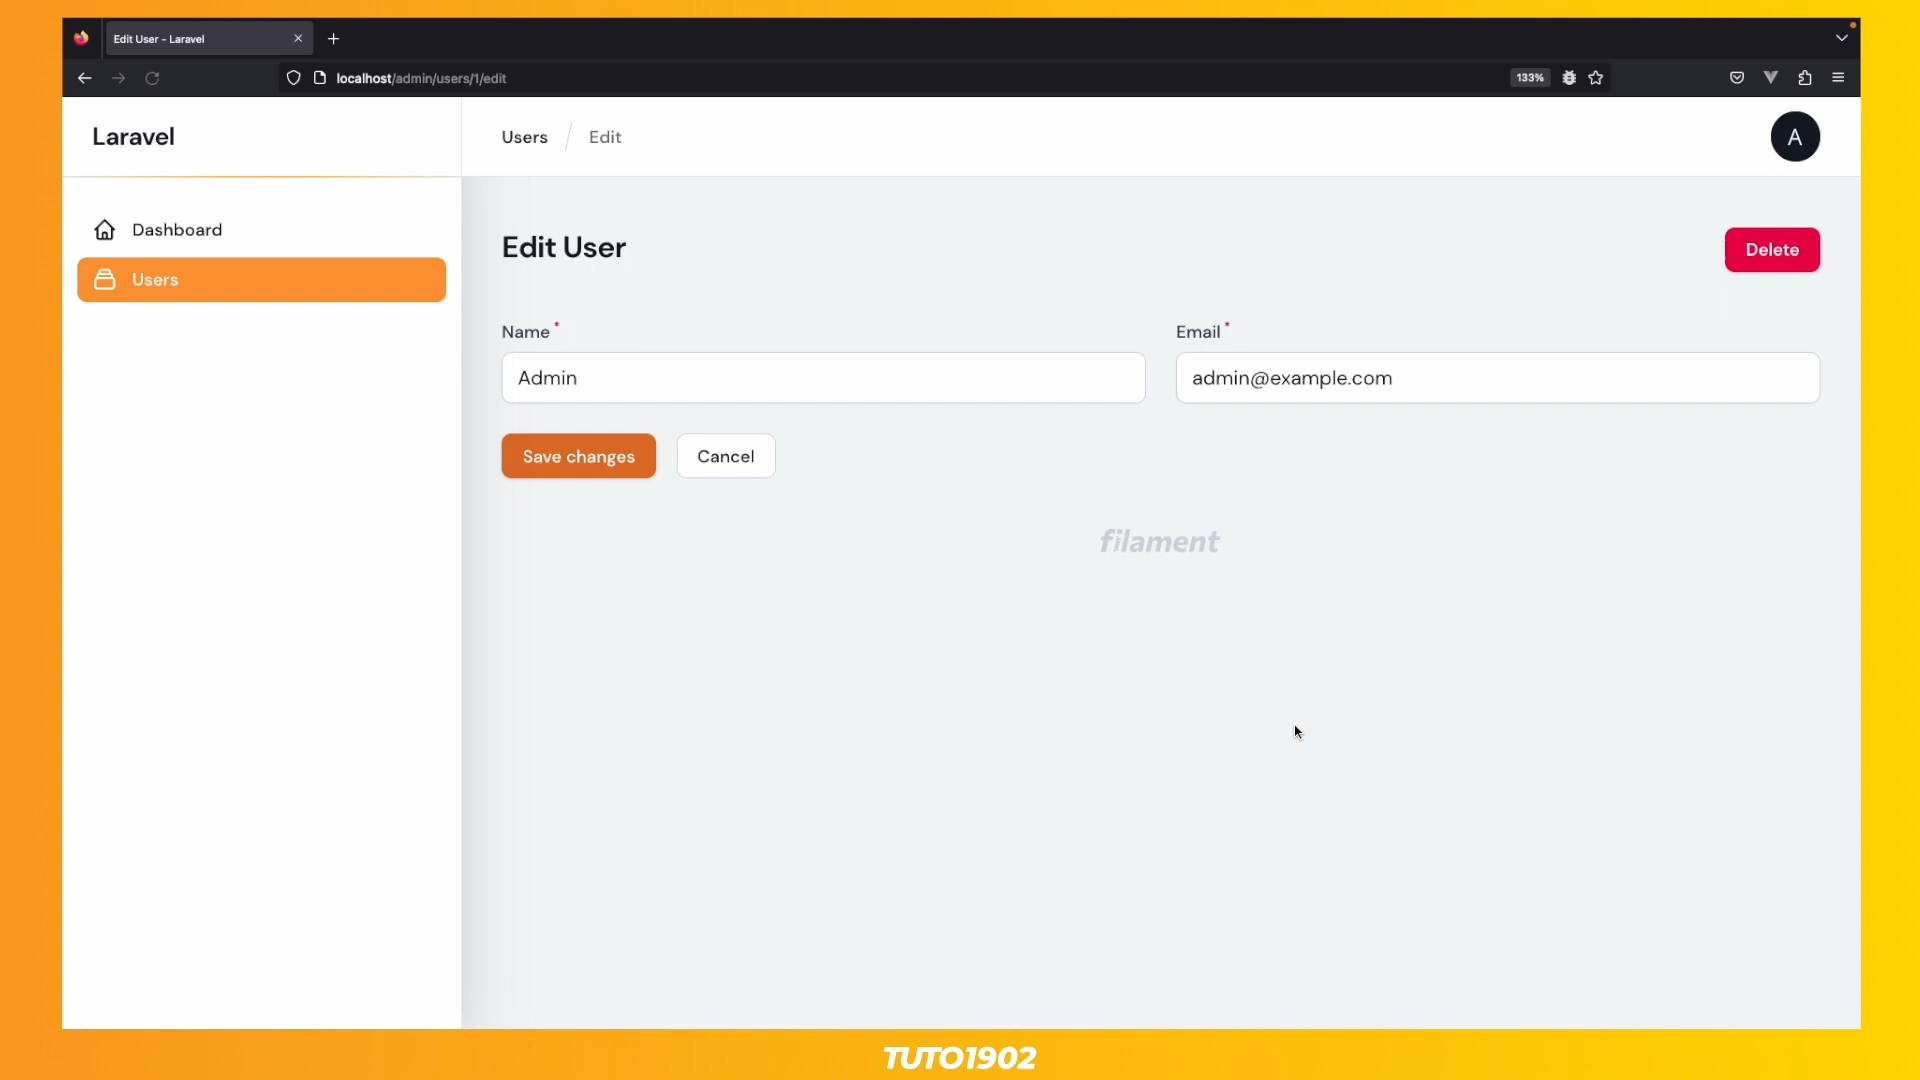 Edit User - Laravel
localhost/admin/users/1/edit
133%
Laravel
Users / Edit
A
Dashboard
Users
Edit User
Delete
Name *
Email *
Admin
admin@example.com
Save changes
Cancel
filament
TUTO1902